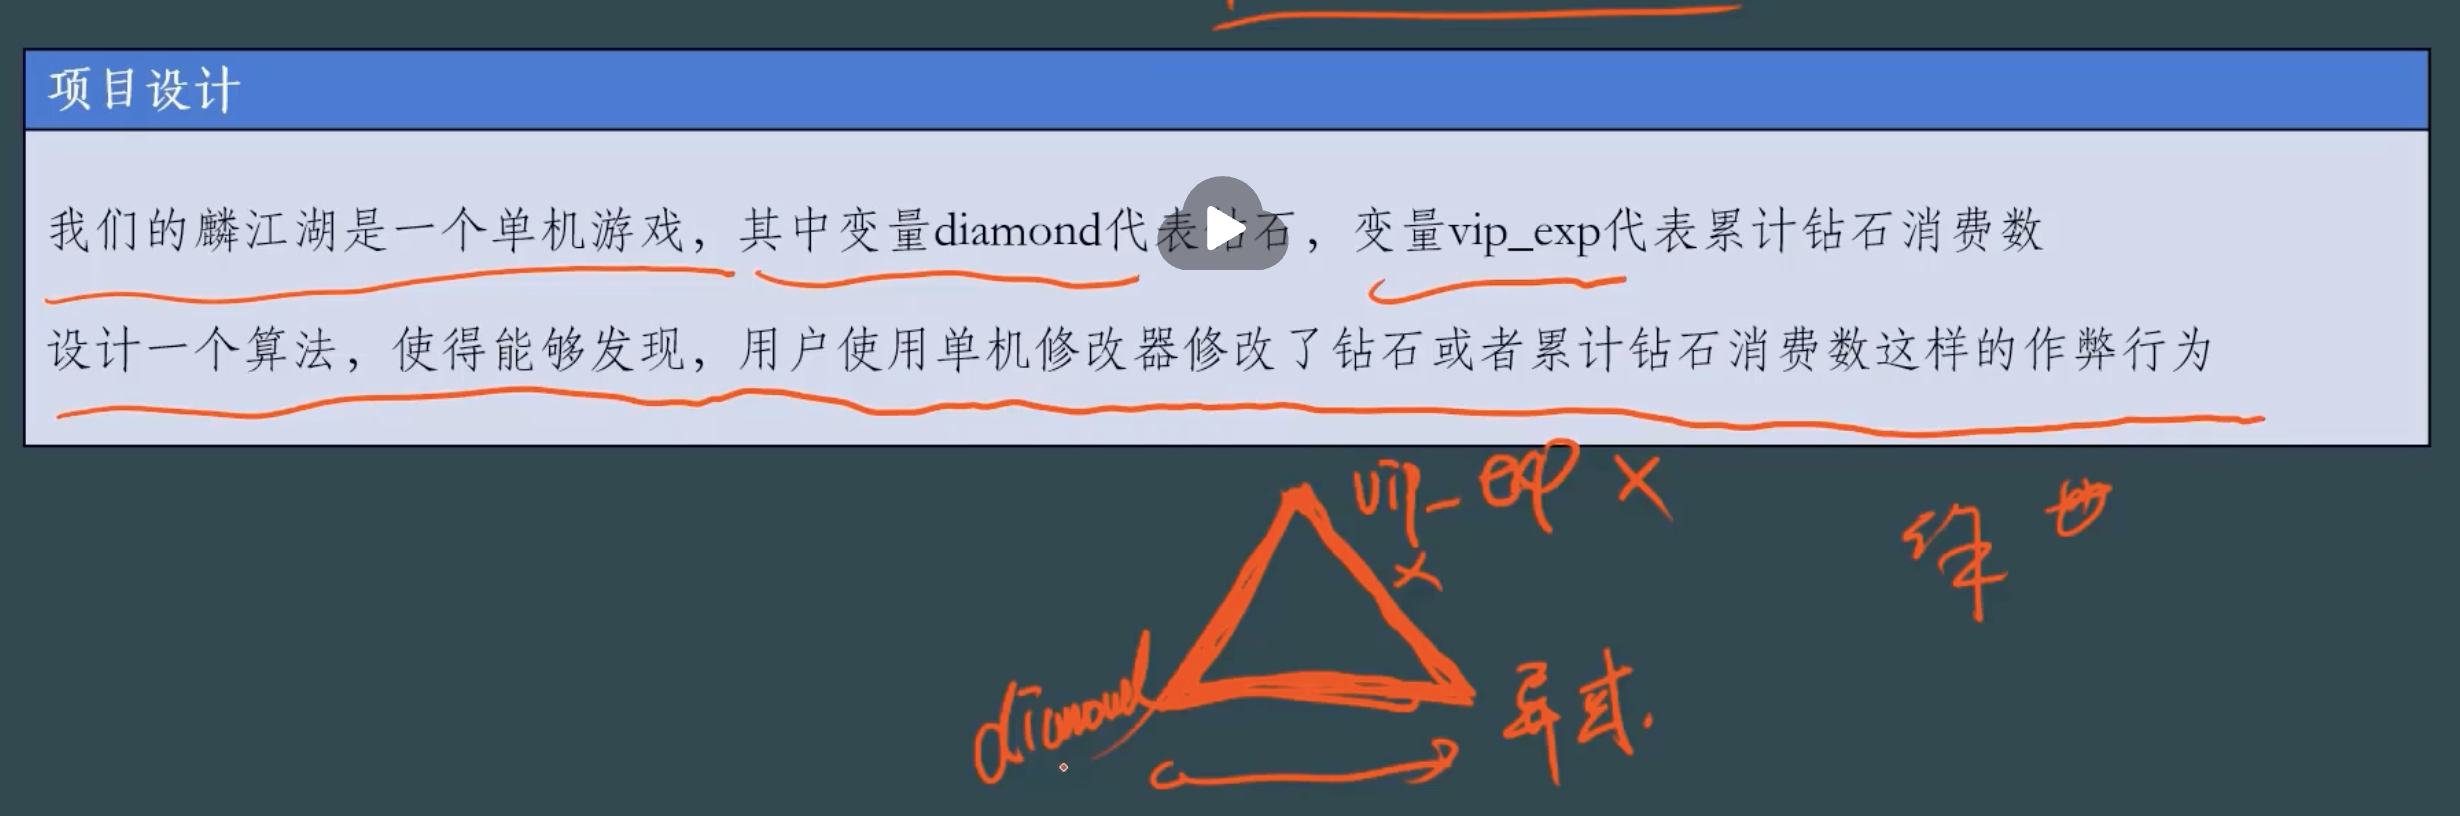 项目设计
我们的麟江湖是一个单机游戏，其中变量diamond代表钻石，变量vip_exp代表累计钻石消费数
设计一个算法，使得能够发现，用户使用单机修改器修改了钻石或者累计钻石消费数这样的作弊行为
vip_exp ×
×
diamond
异或.